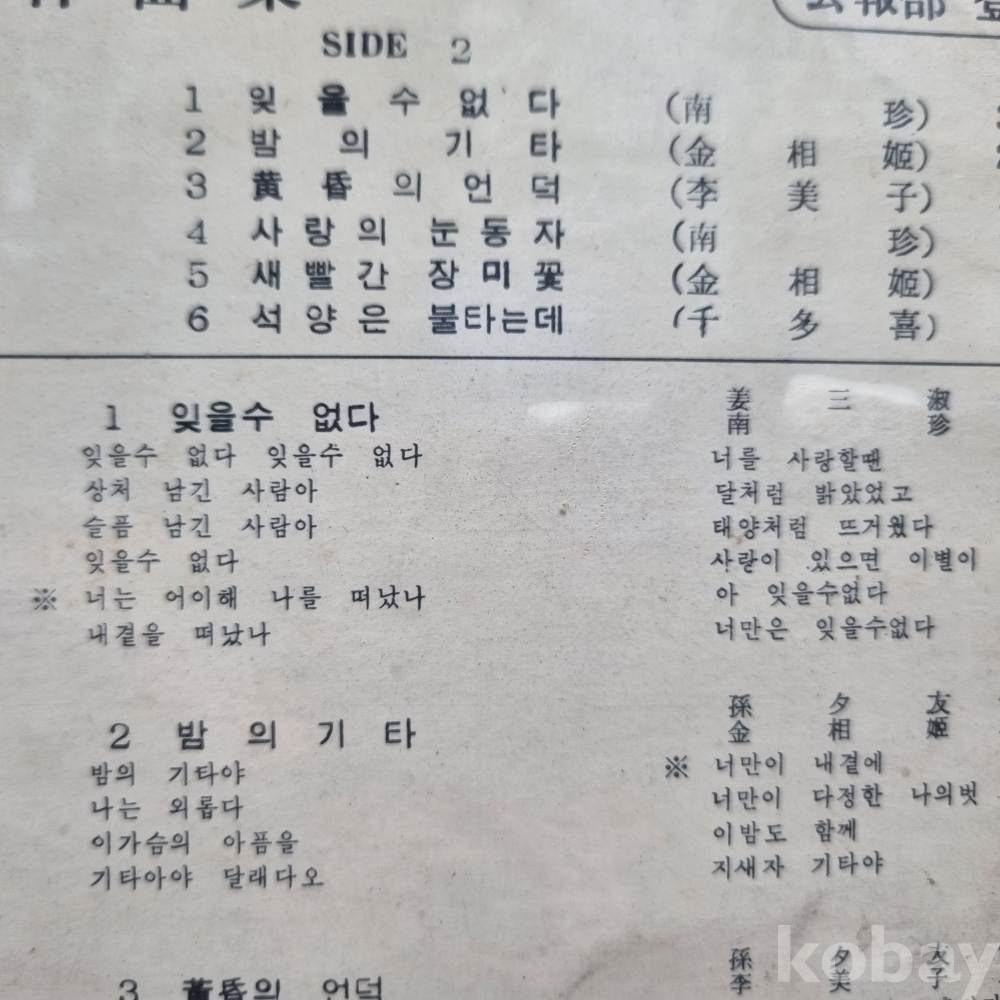 作曲集
公報部 登
SIDE 2
1 잊을수없다 (南珍)
2 밤의기타 (金相姬)
3 黃昏의언덕 (李美子)
4 사랑의 눈동자 (南珍)
5 새빨간 장미꽃 (金相姬)
6 석양은 불타는데 (千多喜)
1 잊을수 없다
姜三淑
南珍
잊을수 없다 잊을수 없다
상처 남긴 사람아
슬픔 남긴 사람아
잊을수 없다
※ 너는 어이해 나를 떠났나
내곁을 떠났나
너를 사랑할땐
달처럼 밝았었고
태양처럼 뜨거웠다
사랑이 있으면 이별이
아 잊을수없다
너만은 잊을수없다
2 밤의기타
孫夕友
金相姬
밤의 기타야
나는 외롭다
이가슴의 아픔을
기타아야 달래다오
※ 너만이 내곁에
너만이 다정한 나의벗
이밤도 함께
지새자 기타야
3 黃昏의 언덕
孫夕友
李美子
kobay